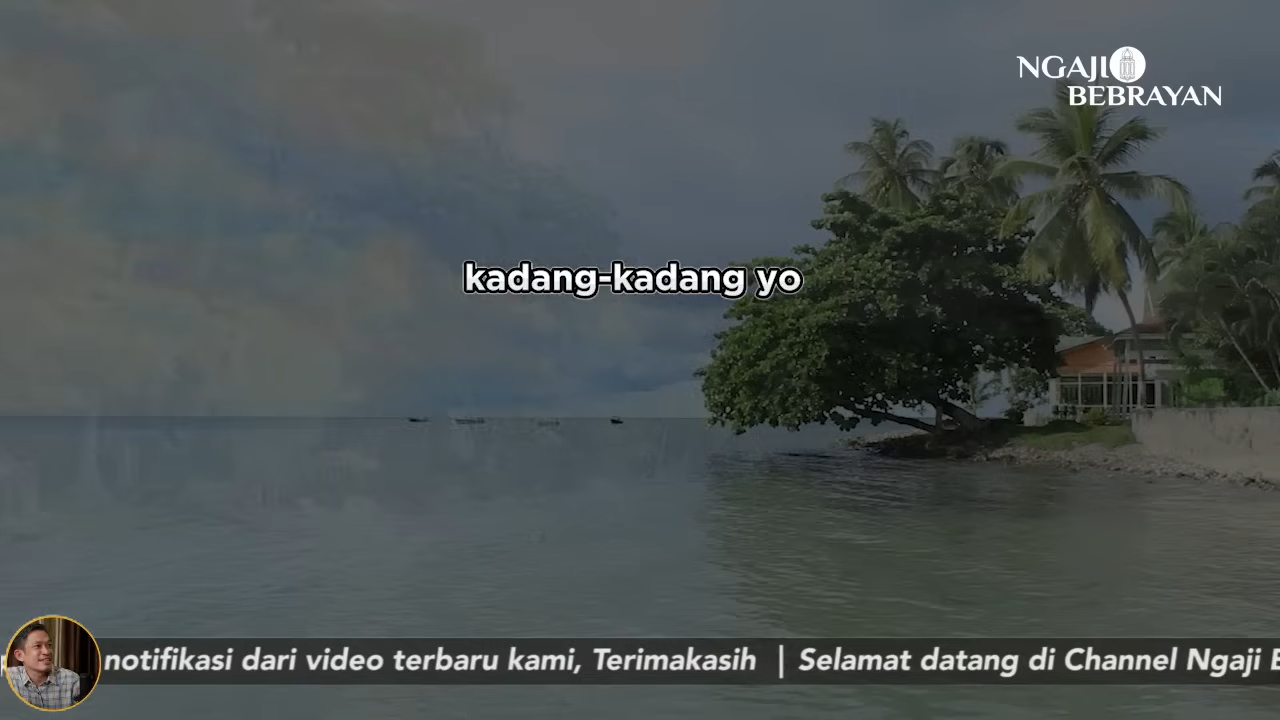 NGAJI
BEBRAYAN
kadang-kadang yo
notifikasi dari video terbaru kami, Terimakasih | Selamat datang di Channel Ngaji